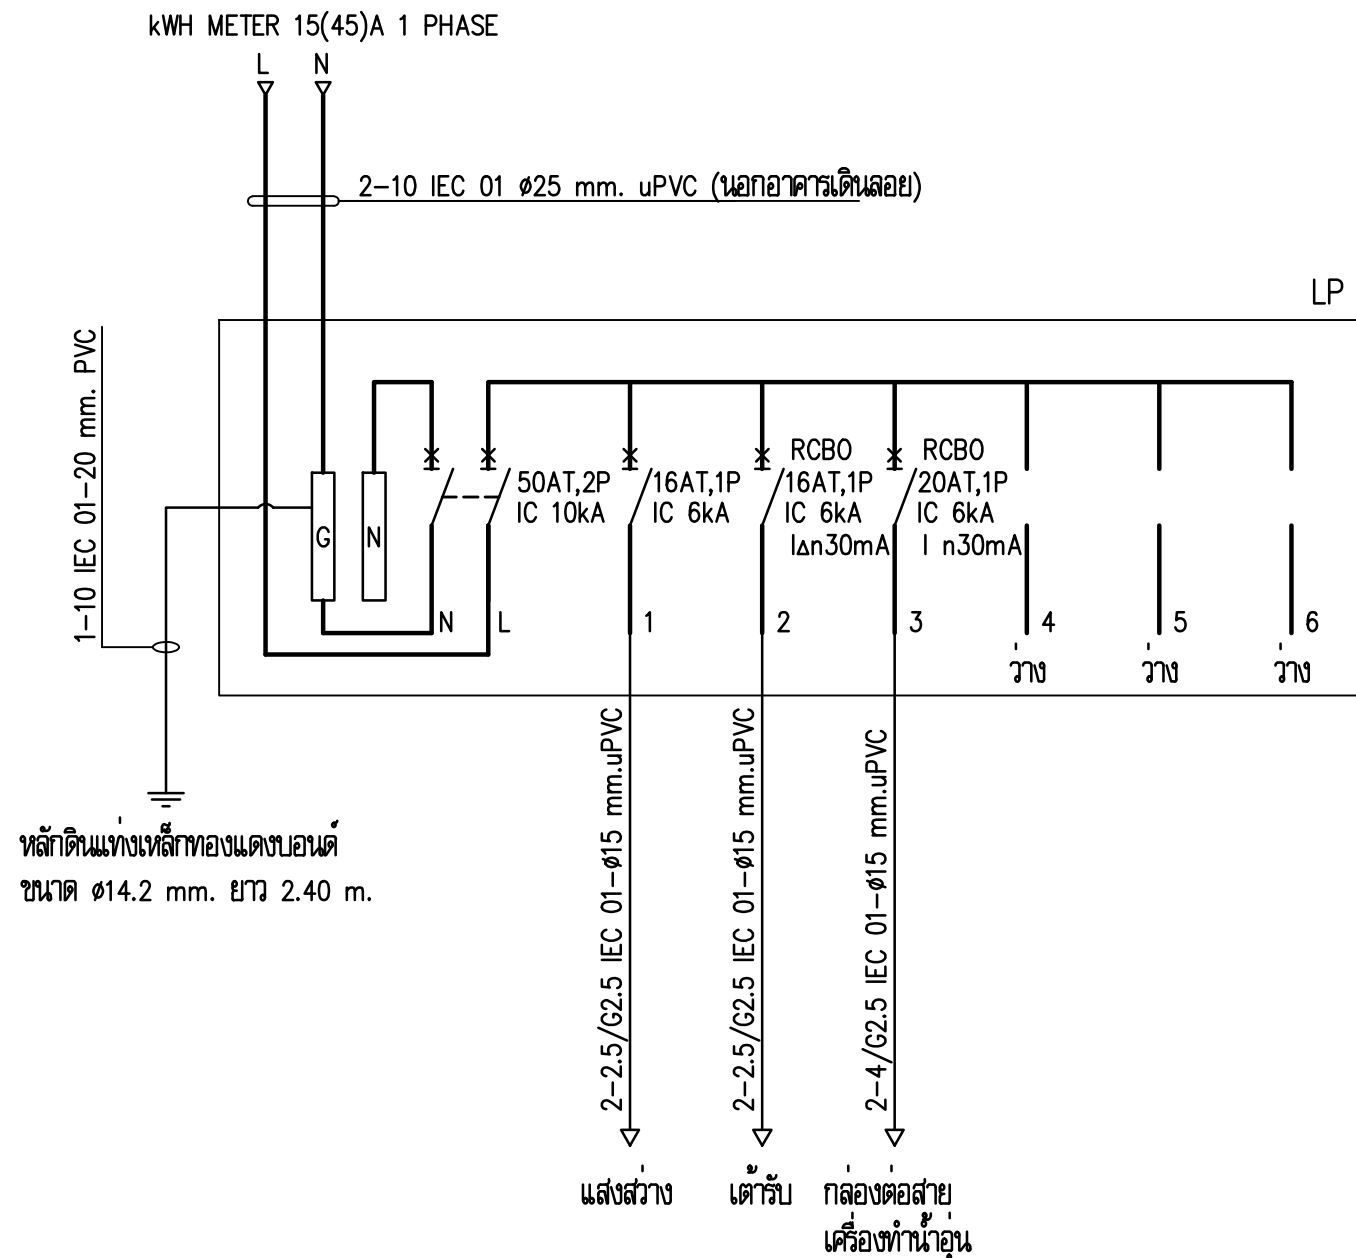 kWH METER 15(45)A 1 PHASE
L N
2-10 IEC 01 ø25 mm. uPVC (นอกอาคารเดินลอย)
LP
1-10 IEC 01-20 mm. PVC
G
N
50AT,2P
IC 10kA
16AT,1P
IC 6kA
RCBO
16AT,1P
IC 6kA
IΔn30mA
RCBO
20AT,1P
IC 6kA
I n30mA
N L 1 2 3 4 5 6
ว่าง ว่าง ว่าง
หลักดินแท่งเหล็กทองแดงบอนด์
ขนาด ø14.2 mm. ยาว 2.40 m.
2-2.5/G2.5 IEC 01-ø15 mm.uPVC
2-2.5/G2.5 IEC 01-ø15 mm.uPVC
2-4/G2.5 IEC 01-ø15 mm.uPVC
แสงสว่าง
เต้ารับ
กล่องต่อสาย
เครื่องทำน้ำอุ่น